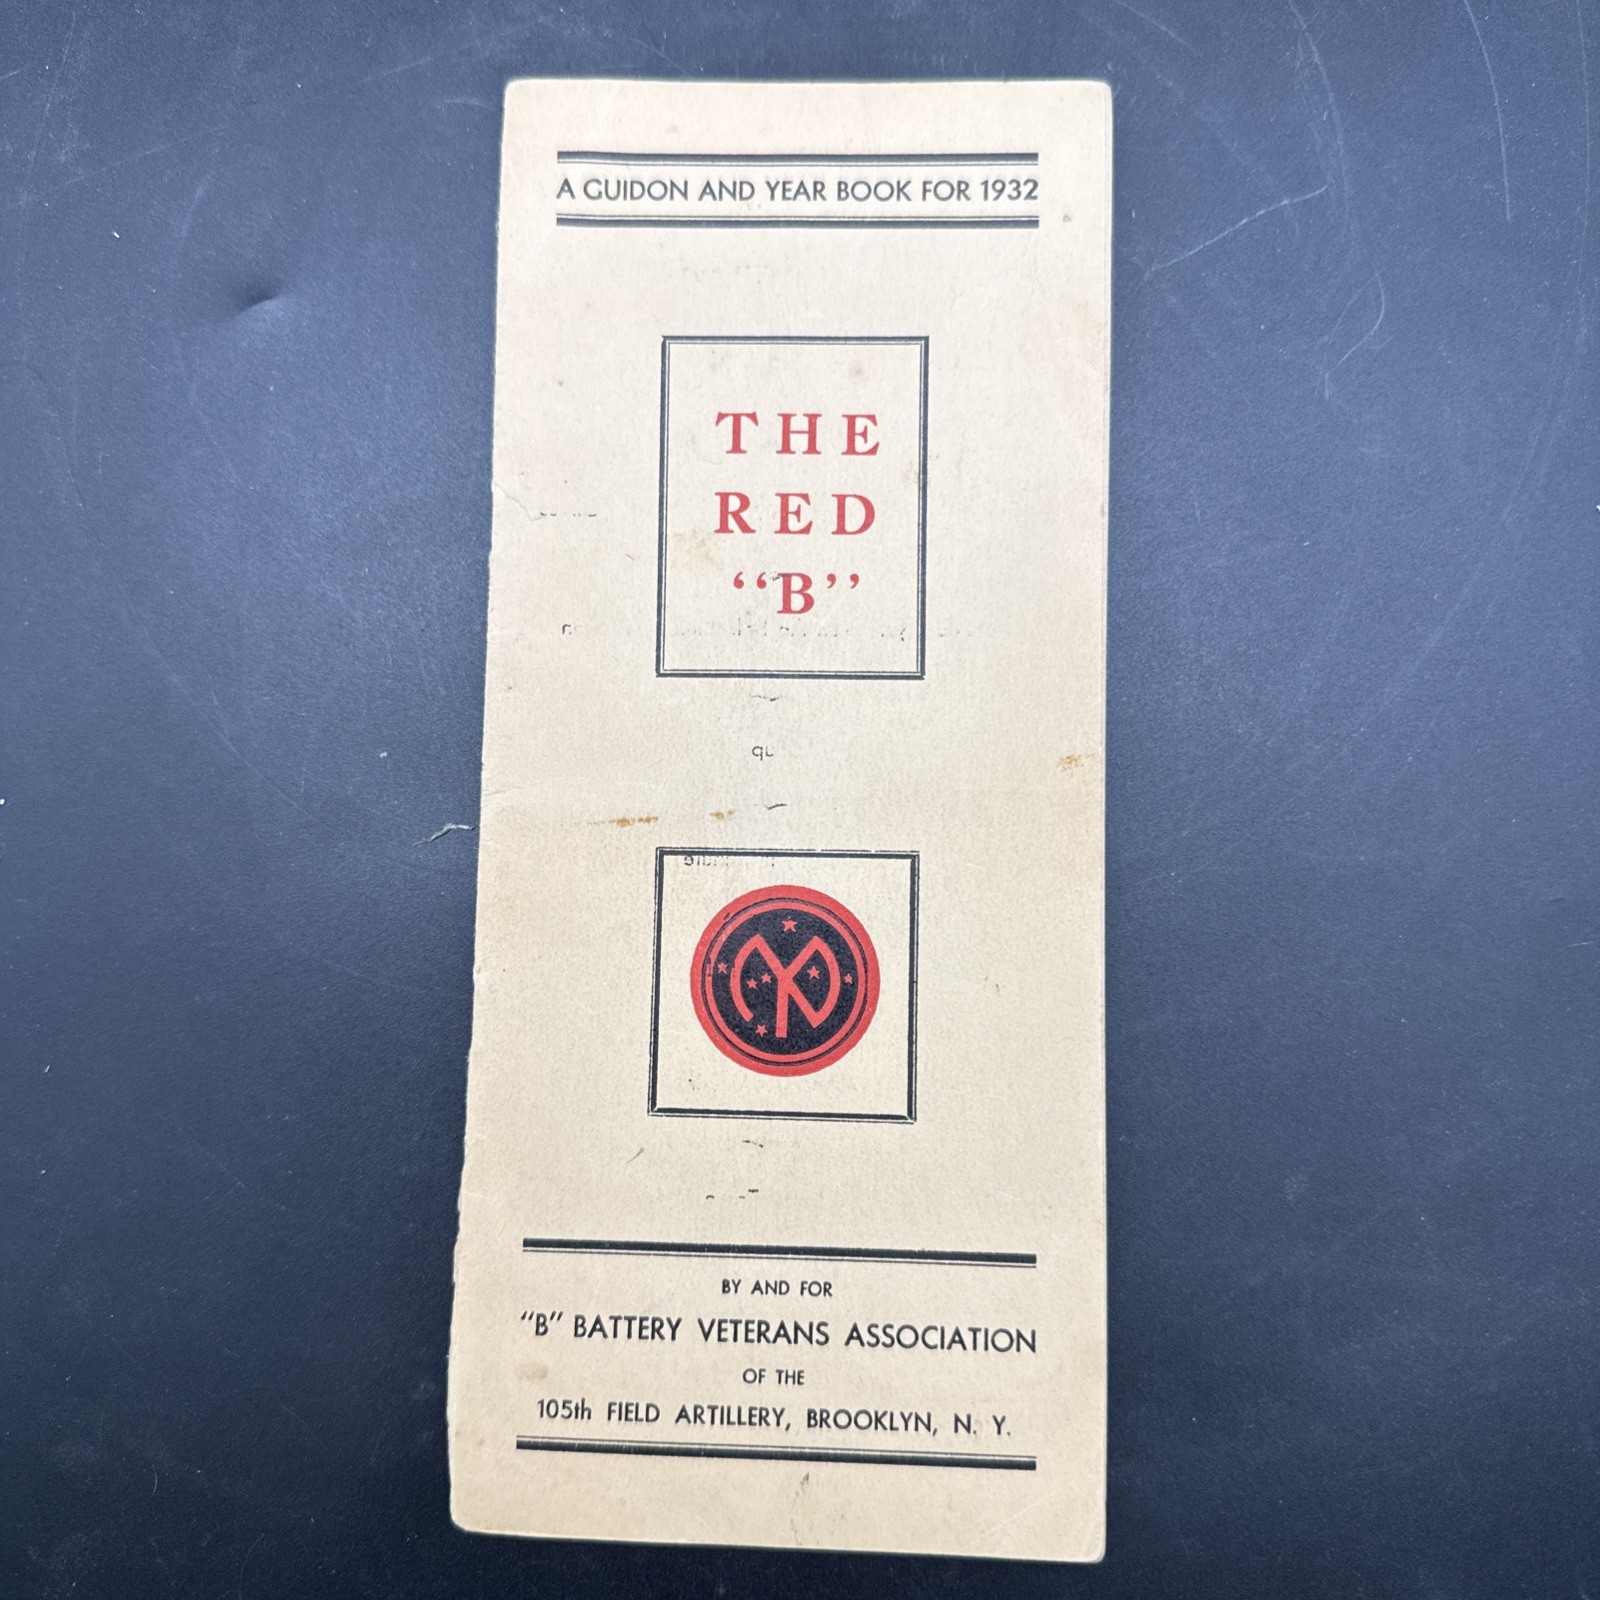 A GUIDON AND YEAR BOOK FOR 1932
THE
RED
“B”
BY AND FOR
"B" BATTERY VETERANS ASSOCIATION
OF THE
105th FIELD ARTILLERY, BROOKLYN, N. Y.